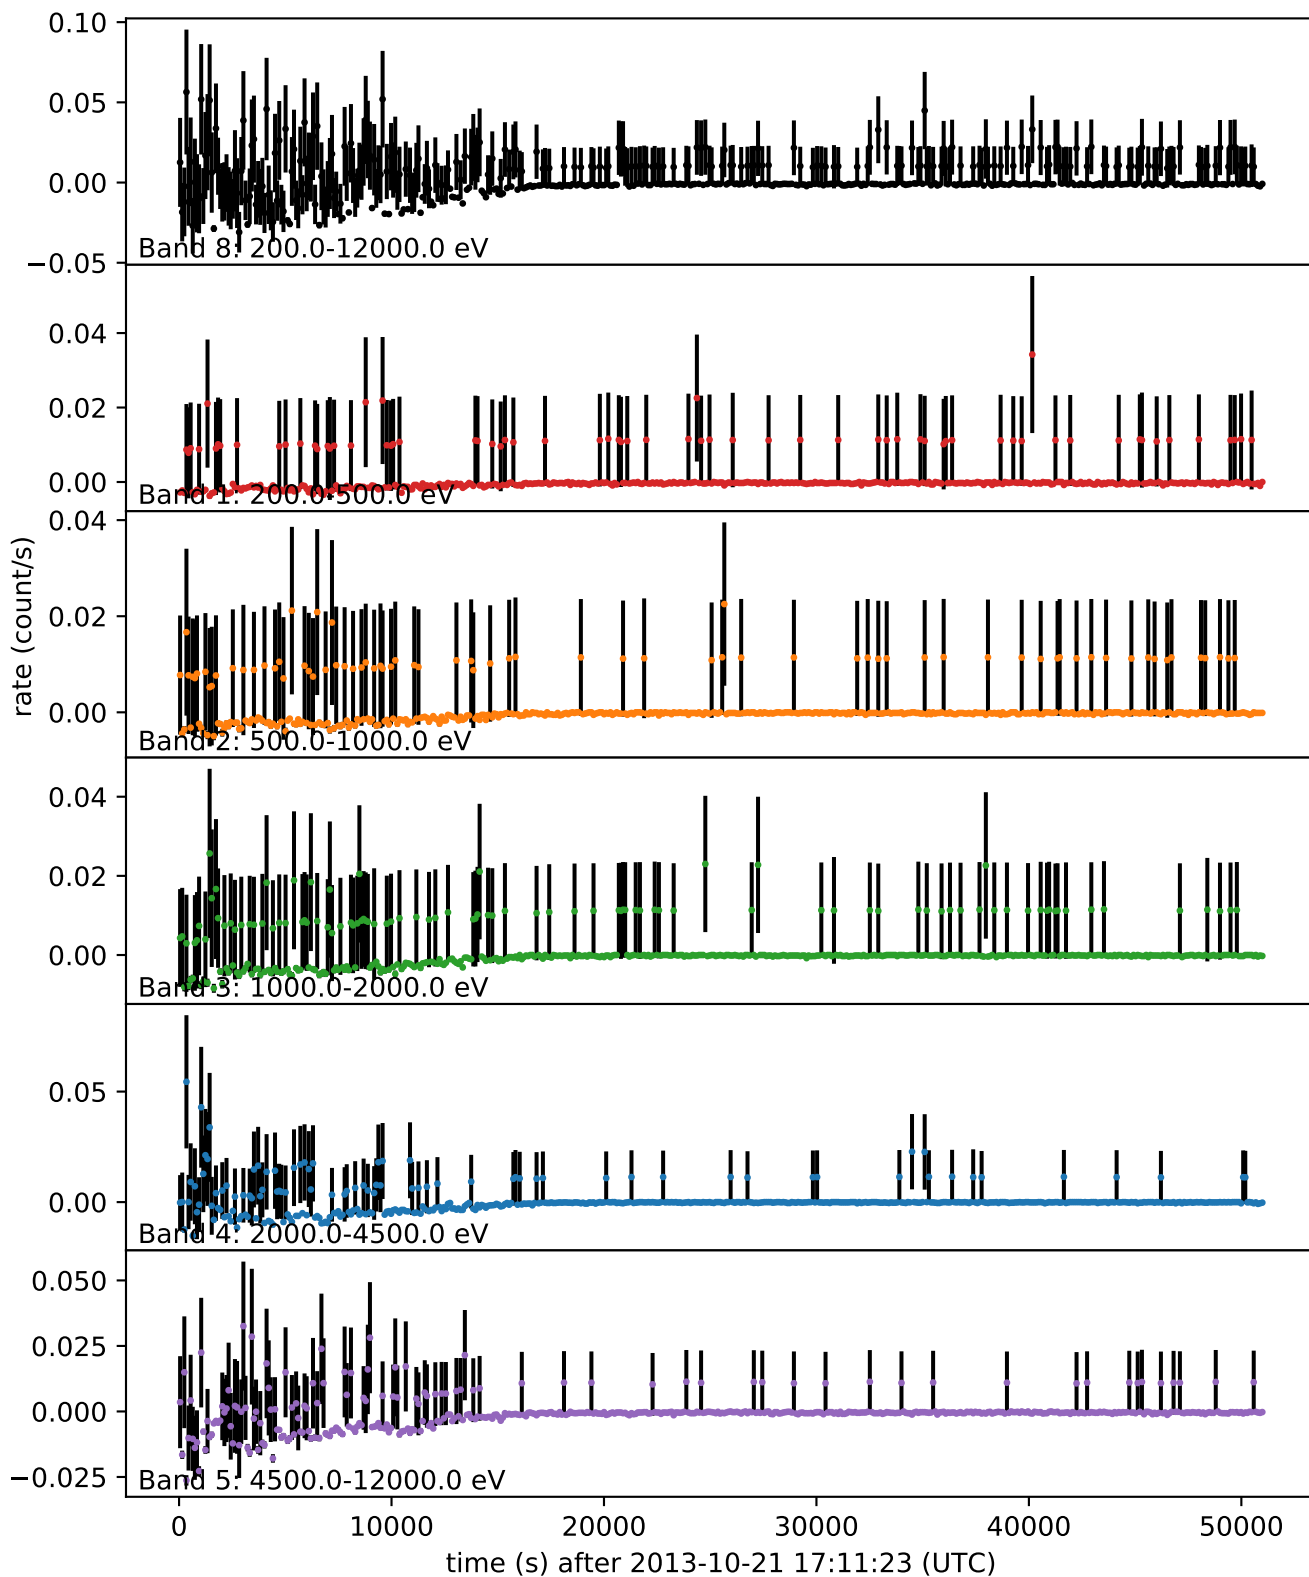 0.10
0.05
0.00
−0.05
Band 8: 200.0-12000.0 eV
0.04
0.02
0.00
Band 1: 200.0-500.0 eV
0.04
0.02
0.00
Band 2: 500.0-1000.0 eV
rate (count/s)
0.04
0.02
0.00
Band 3: 1000.0-2000.0 eV
0.05
0.00
Band 4: 2000.0-4500.0 eV
0.050
0.025
0.000
−0.025
Band 5: 4500.0-12000.0 eV
0 10000 20000 30000 40000 50000
time (s) after 2013-10-21 17:11:23 (UTC)